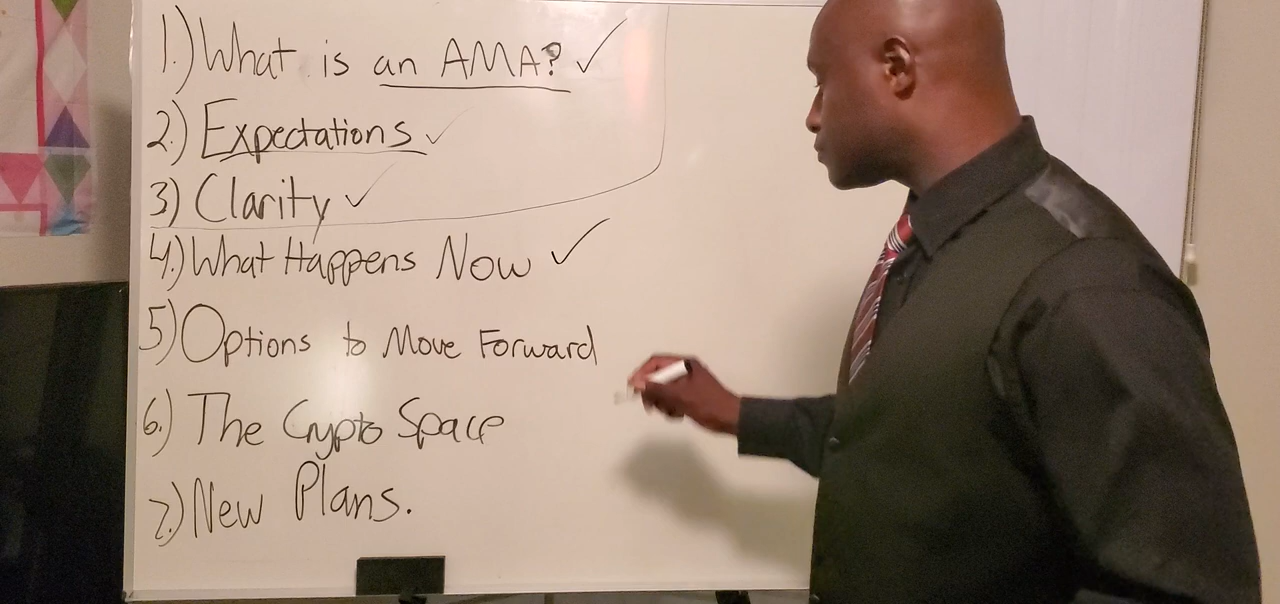 1.) What is an AMA? ✓
2.) Expectations ✓
3) Clarity ✓
4.) What Happens Now ✓
5) Options to Move Forward
6.) The Crypto Space
7.) New Plans.